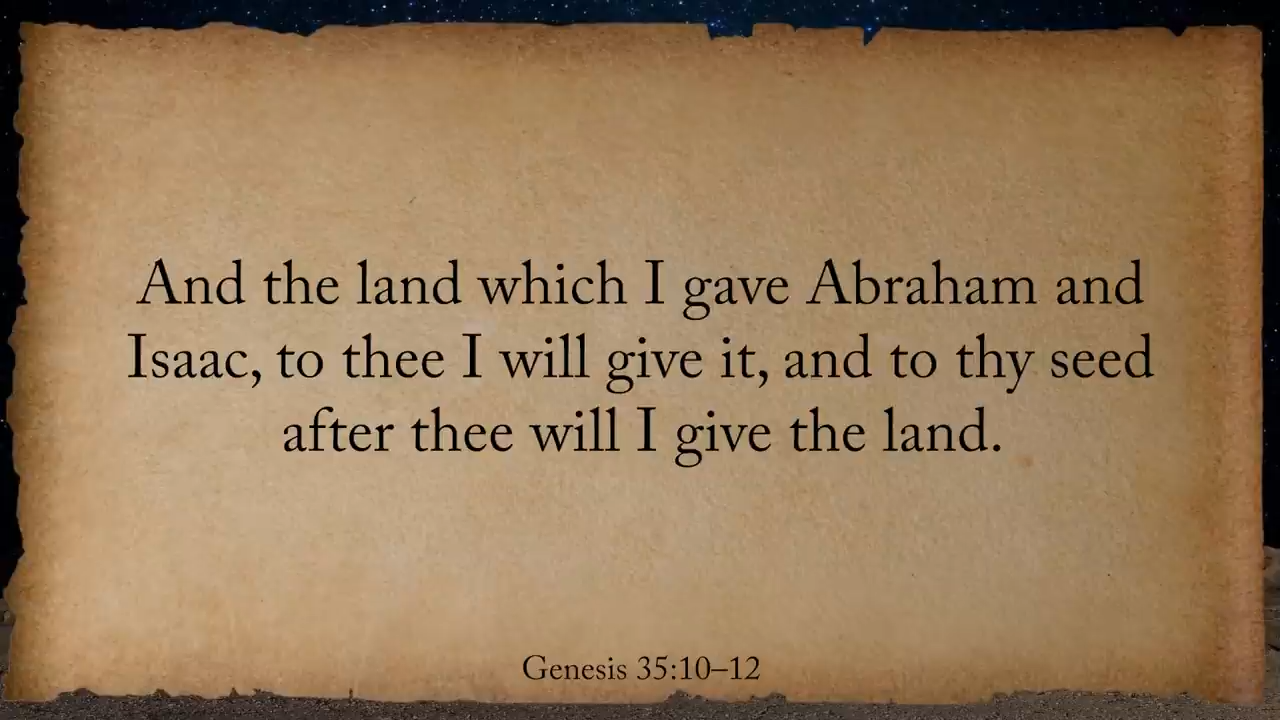 And the land which I gave Abraham and
Isaac, to thee I will give it, and to thy seed
after thee will I give the land.
Genesis 35:10–12